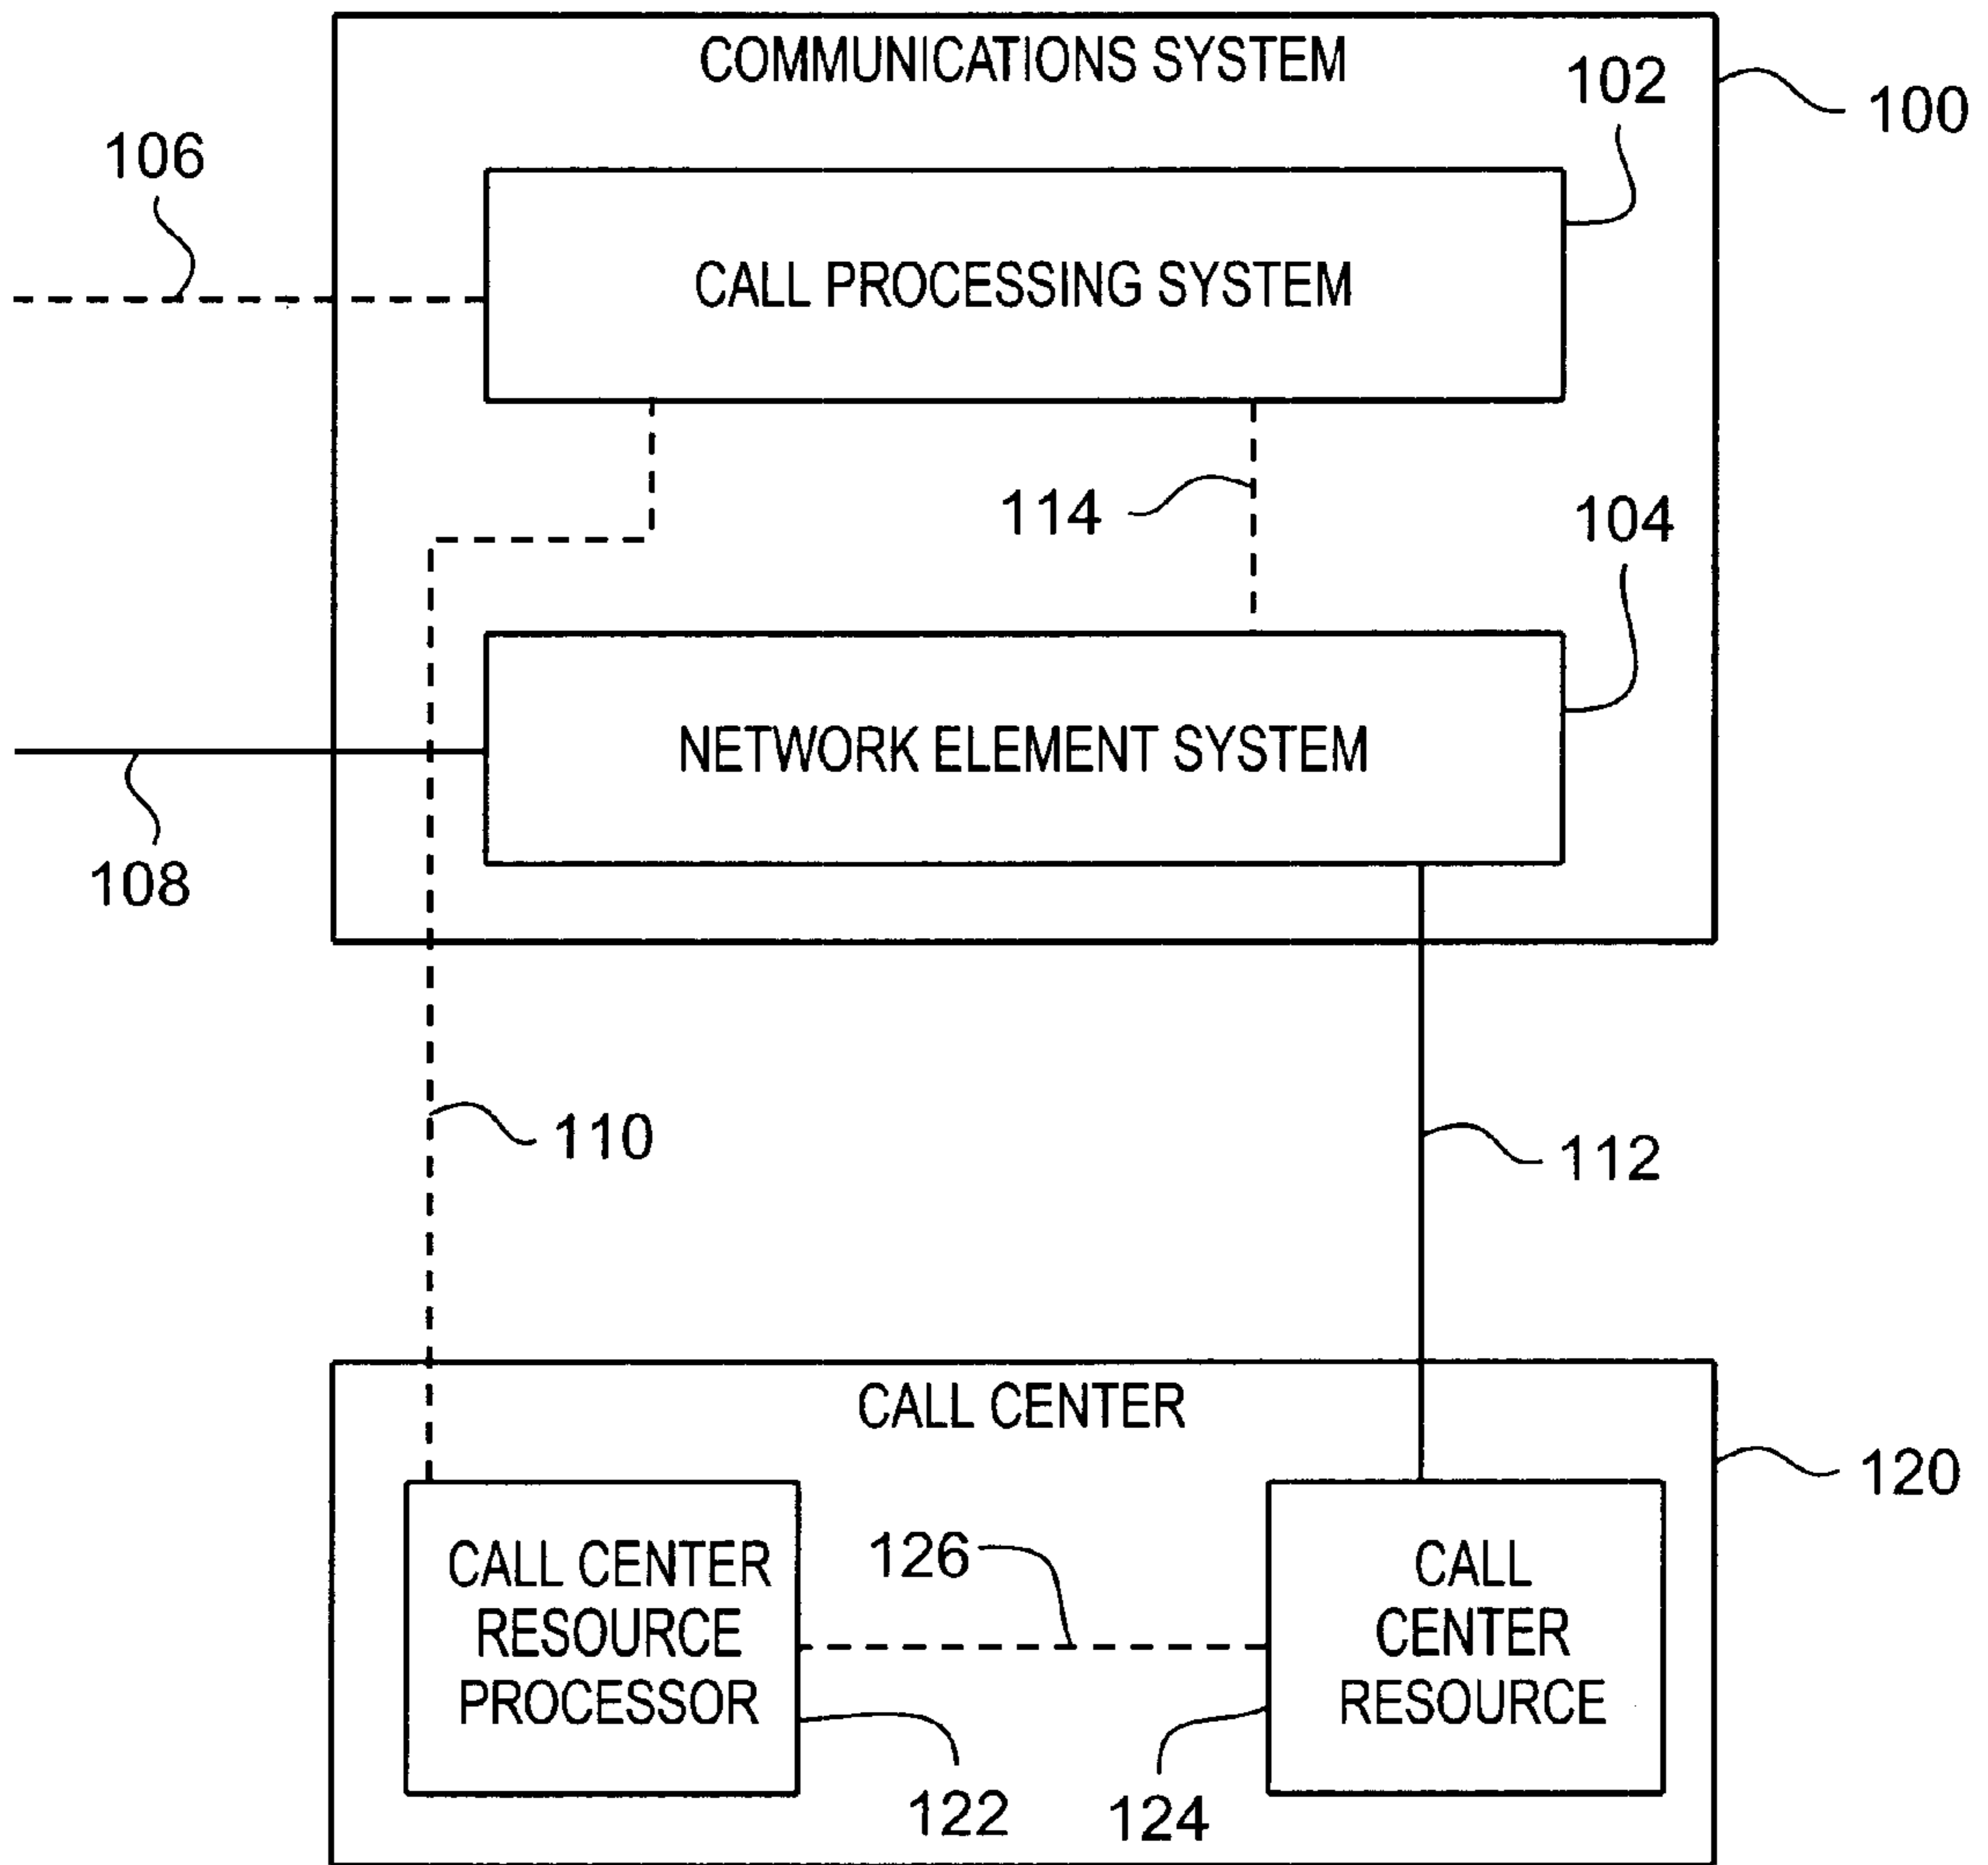 COMMUNICATIONS SYSTEM
102
100
106
CALL PROCESSING SYSTEM
114
104
NETWORK ELEMENT SYSTEM
108
110
112
CALL CENTER
120
CALL CENTER
RESOURCE
PROCESSOR
126
CALL
CENTER
RESOURCE
122
124